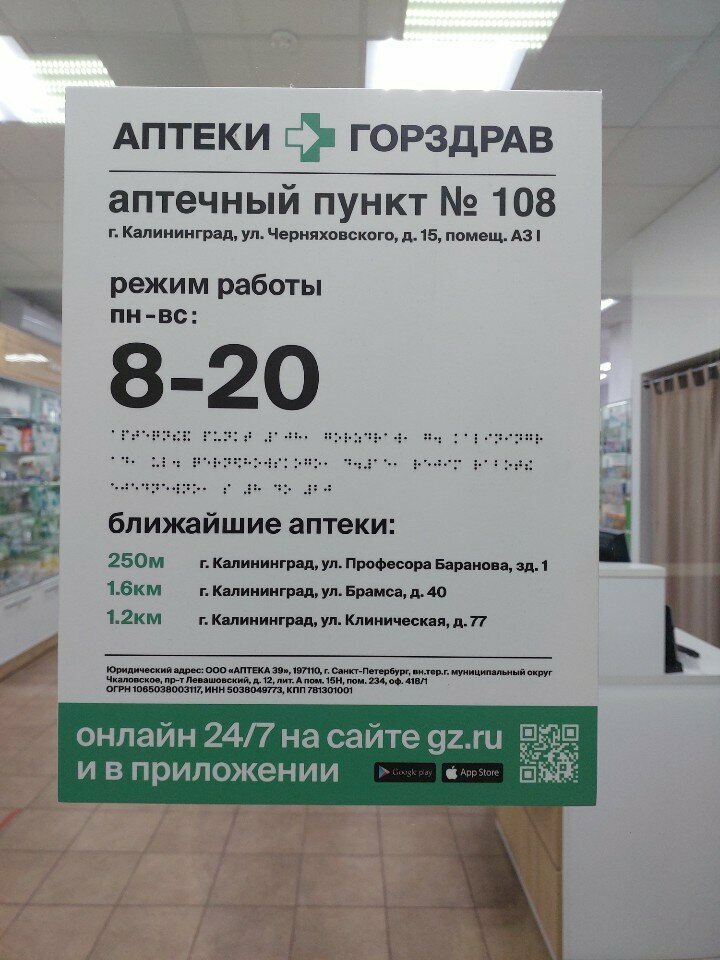 АПТЕКИ ГОРЗДРАВ
аптечный пункт № 108
г. Калининград, ул. Черняховского, д. 15, помещ. АЗ I
режим работы
пн-вс:
8-20
ближайшие аптеки:
250м г. Калининград, ул. Професора Баранова, зд. 1
1.6км г. Калининград, ул. Брамса, д. 40
1.2км г. Калининград, ул. Клиническая, д. 77
Юридический адрес: ООО «АПТЕКА 39», 197110, г. Санкт-Петербург, вн.тер.г. муниципальный округ
Чкаловское, пр-т Левашовский, д. 12, лит. А пом. 15Н, пом. 234, оф. 418/1
ОГРН 1065038003117, ИНН 5038049773, КПП 781301001
онлайн 24/7 на сайте gz.ru
и в приложении Google play App Store